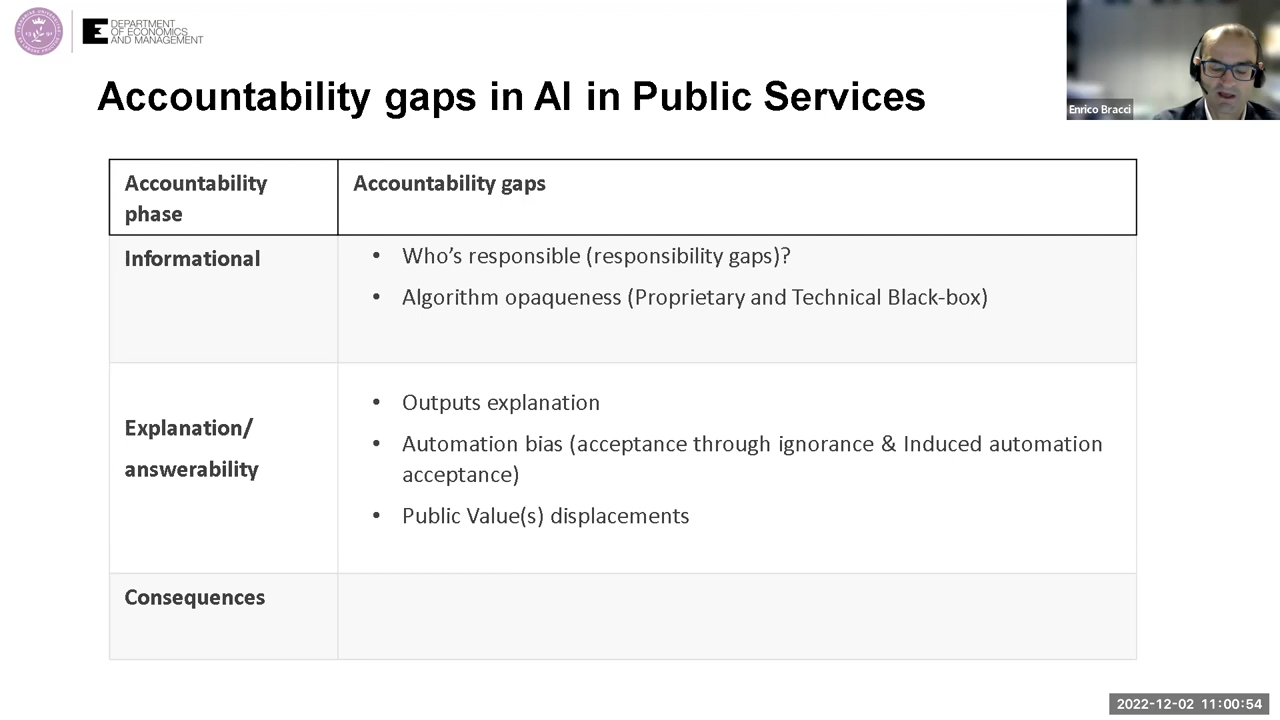 DEPARTMENT
OF ECONOMICS
AND MANAGEMENT
Accountability gaps in AI in Public Services
Enrico Bracci
Accountability
phase
Accountability gaps
Informational
• Who's responsible (responsibility gaps)?
• Algorithm opaqueness (Proprietary and Technical Black-box)
Explanation/
answerability
• Outputs explanation
• Automation bias (acceptance through ignorance & Induced automation
acceptance)
• Public Value(s) displacements
Consequences
2022-12-02 11:00:54